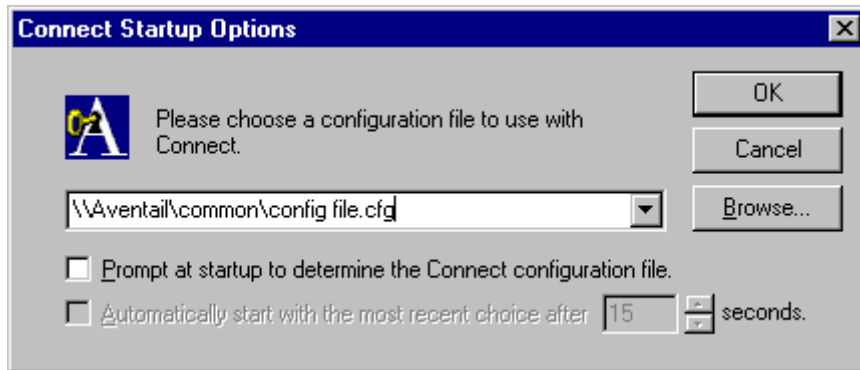 Connect Startup Options
Please choose a configuration file to use with
Connect.
OK
Cancel
\\Aventail\common\config file.cfg
Browse...
Prompt at startup to determine the Connect configuration file.
Automatically start with the most recent choice after 15 seconds.